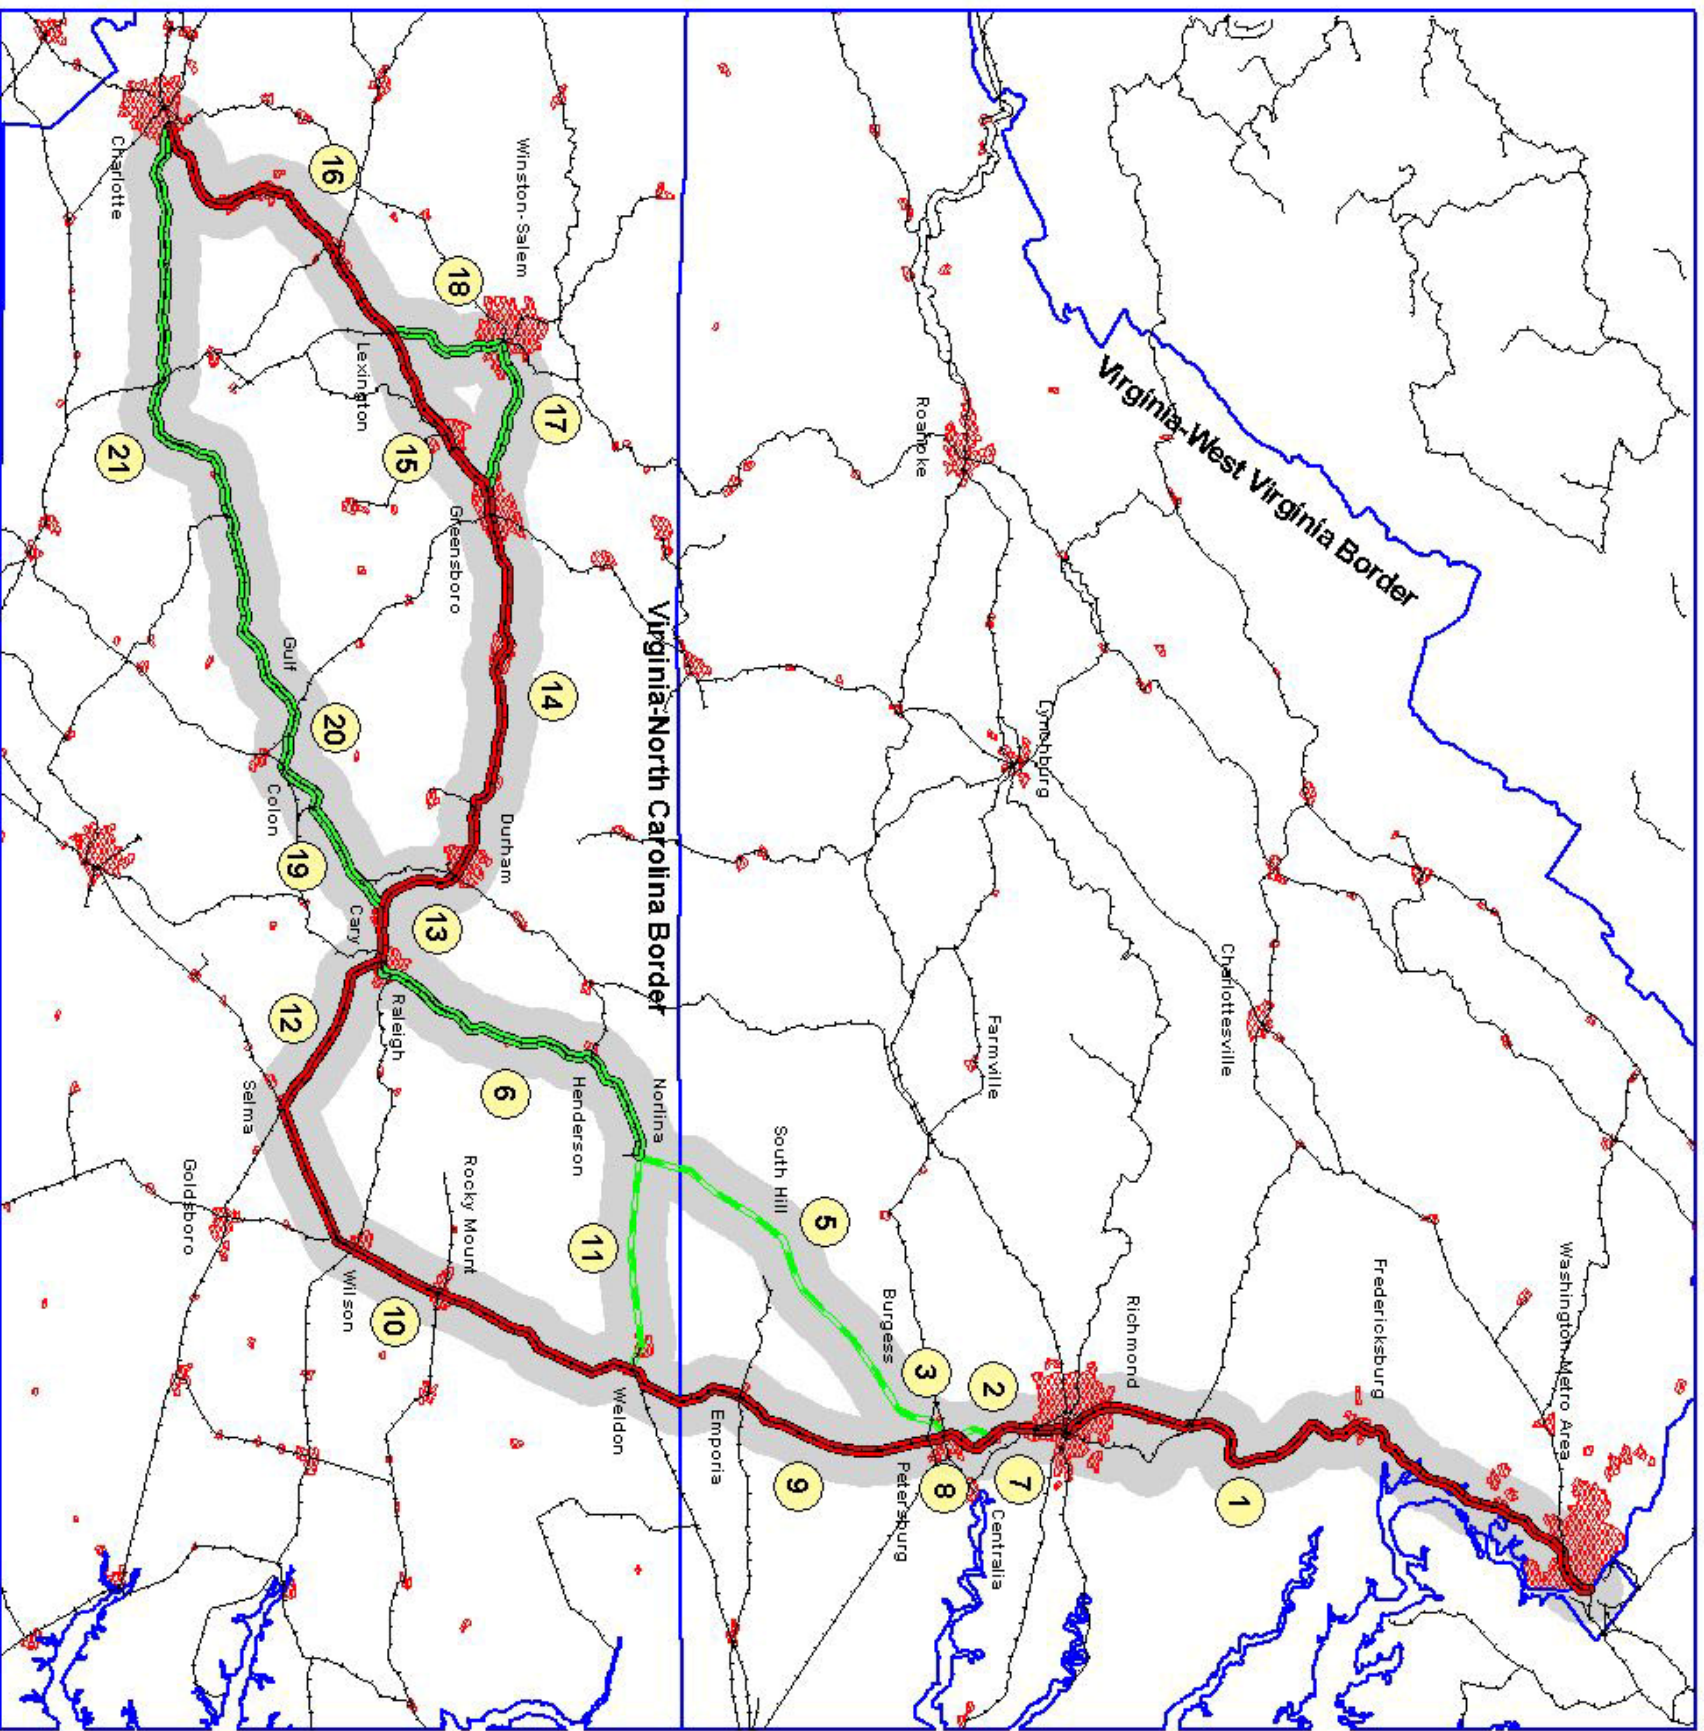 Virginia-West Virginia Border
Washington Metro Area
Fredericksburg
Charlottesville
1
Richmond
Lynchburg
Roanoke
Farmville
2
7
Centralia
3
8
Petersburg
Burgess
5
South Hill
9
Emporia
Virginia-North Carolina Border
Norlina
Weldon
11
Henderson
Winston-Salem
17
14
6
Durham
18
Greensboro
Rocky Mount
13
15
Raleigh
10
Lexington
Cary
Wilson
16
20
19
12
Gulf
Colon
Selma
Goldsboro
21
Charlotte